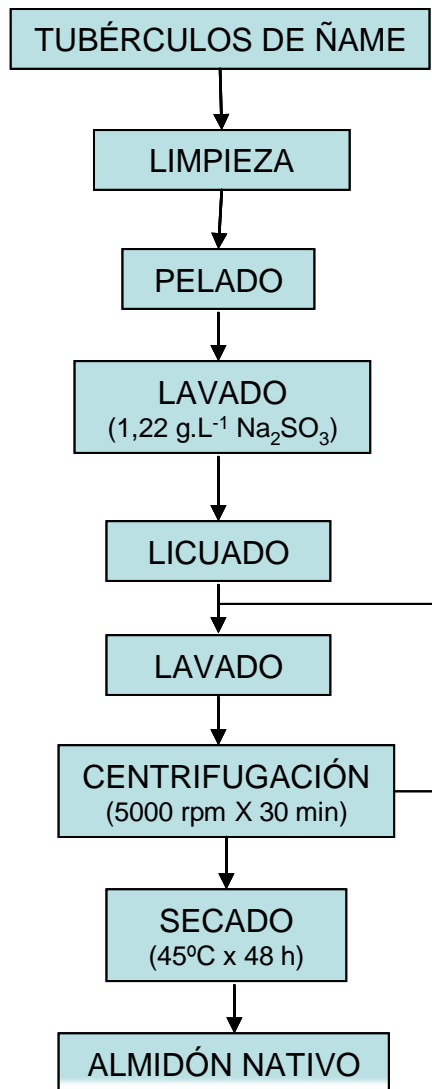 TUBÉRCULOS DE ÑAME
LIMPIEZA
PELADO
LAVADO
(1,22 g.L⁻¹ Na₂SO₃)
LICUADO
LAVADO
CENTRIFUGACIÓN
(5000 rpm X 30 min)
SECADO
(45ºC x 48 h)
ALMIDÓN NATIVO